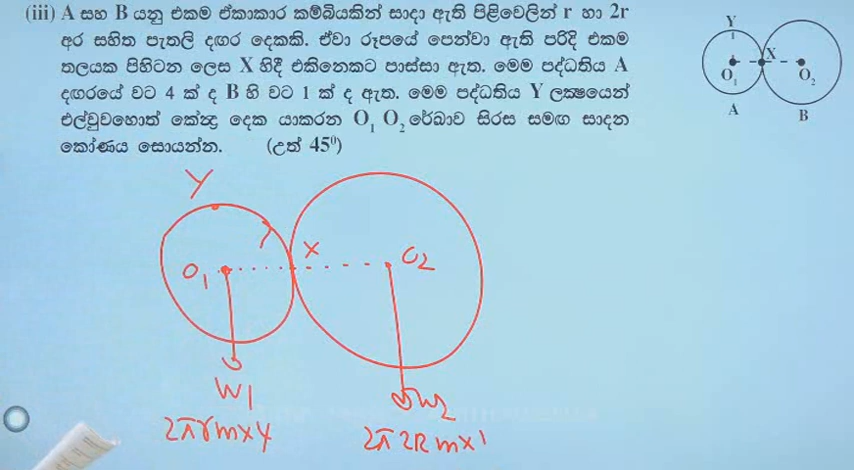 (iii) A සහ B යනු එකම ඒකාකාර කම්බියකින් සාදා ඇති පිළිවෙලින් r හා 2r
අර සහිත පැතලි දඟර දෙකකි. ඒවා රූපයේ පෙන්වා ඇති පරිදි එකම
තලයක පිහිටන ලෙස X හිදී එකිනෙකට පාස්සා ඇත. මෙම පද්ධතිය A
දඟරයේ වට 4 ක් ද B හි වට 1 ක් ද ඇත. මෙම පද්ධතිය Y ලක්‍ෂයෙන්
එල්වුවහොත් කේන්‍ද්‍ර දෙක යාකරන O₁ O₂ රේඛාව සිරස සමඟ සාදන
කෝණය සොයන්න. (උත් 45⁰)
Y
X
O₁ O₂
A
B
Y
X
O₁ O₂
W₁ W₂
2πrm×4 2π2Rm×1